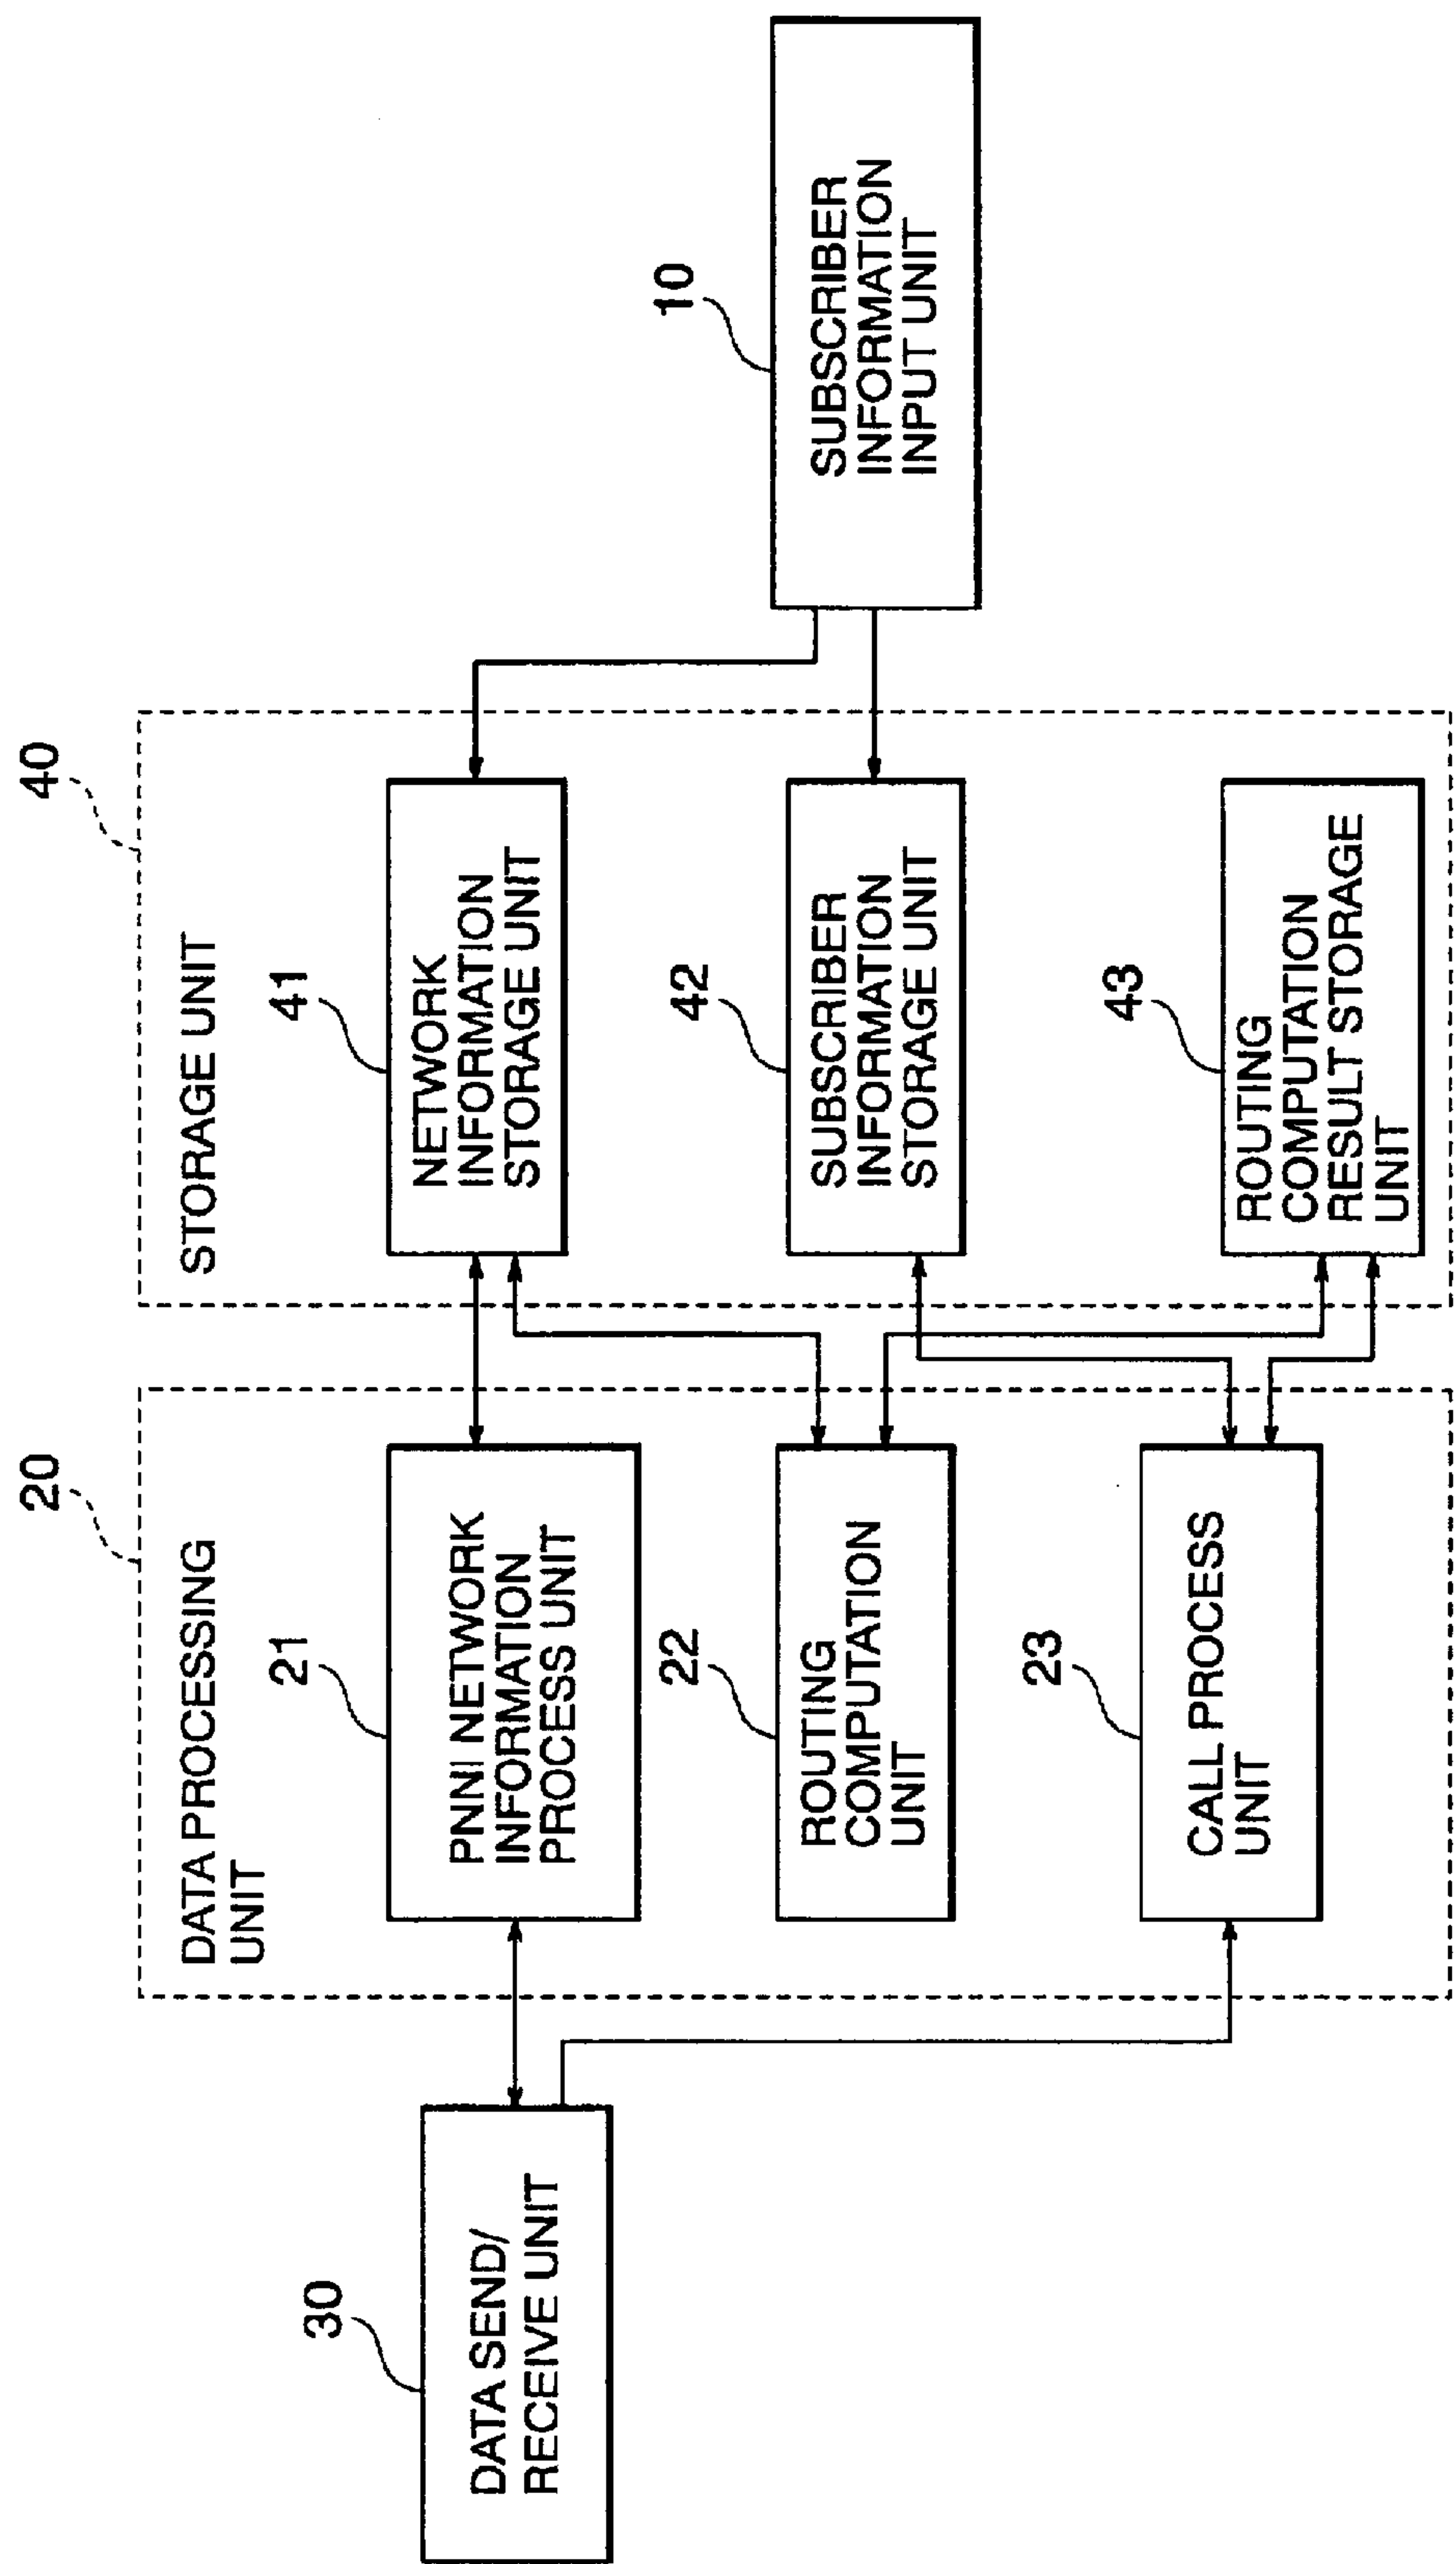 20
DATA PROCESSING
UNIT
40
STORAGE UNIT
30
DATA SEND/
RECEIVE UNIT
21
PNNI NETWORK
INFORMATION
PROCESS UNIT
41
NETWORK
INFORMATION
STORAGE UNIT
22
ROUTING
COMPUTATION
UNIT
42
SUBSCRIBER
INFORMATION
STORAGE UNIT
10
SUBSCRIBER
INFORMATION
INPUT UNIT
23
CALL PROCESS
UNIT
43
ROUTING
COMPUTATION
RESULT STORAGE
UNIT